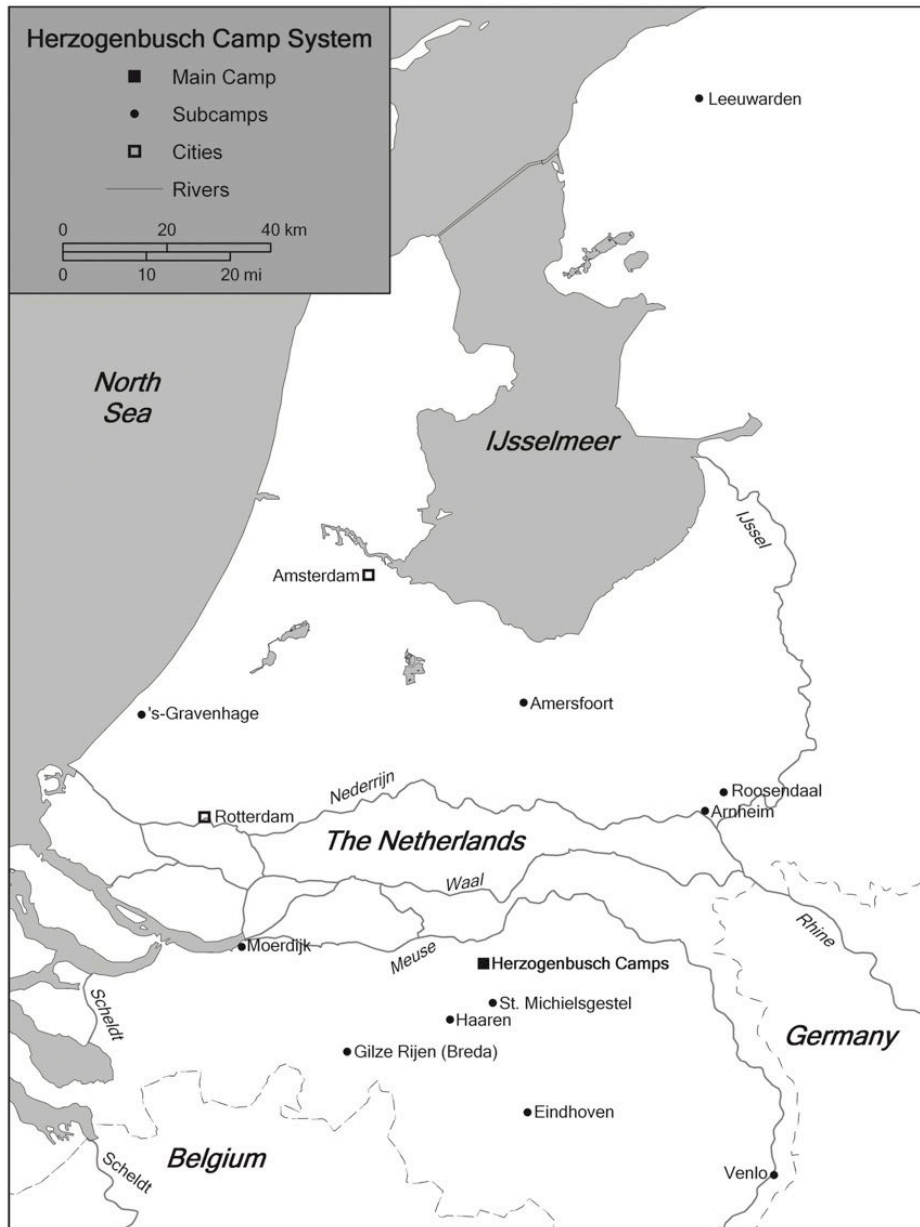 Herzogenbusch Camp System
Main Camp
Subcamps
Cities
Rivers
0 20 40 km
0 10 20 mi
Leeuwarden
North
Sea
IJsselmeer
IJssel
Amsterdam
's-Gravenhage
Amersfoort
Nederrijn
Roosendaal
Arnheim
Rotterdam
The Netherlands
Waal
Rhine
Moerdijk
Meuse
Herzogenbusch Camps
Scheldt
St. Michielsgestel
Haaren
Germany
Gilze Rijen (Breda)
Eindhoven
Belgium
Scheldt
Venlo